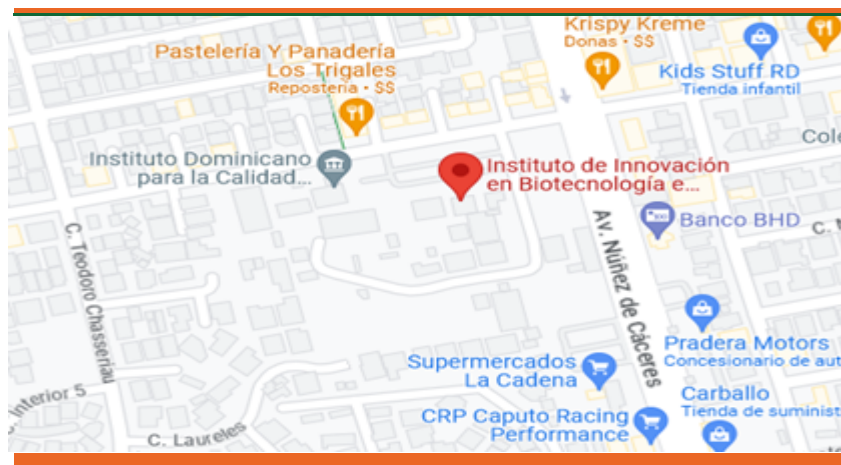 Krispy Kreme
Donas • $$
Pastelería Y Panadería
Los Trigales
Repostería • $$
Kids Stuff RD
Tienda infantil
Instituto Dominicano
para la Calidad...
Instituto de Innovación
en Biotecnología e...
Banco BHD
C. Teodoro Chasseriau
Av. Núñez de Cáceres
Pradera Motors
Concesionario de aut
Supermercados
La Cadena
Carballo
Tienda de suminist
CRP Caputo Racing
Performance
Interior 5
C. Laureles